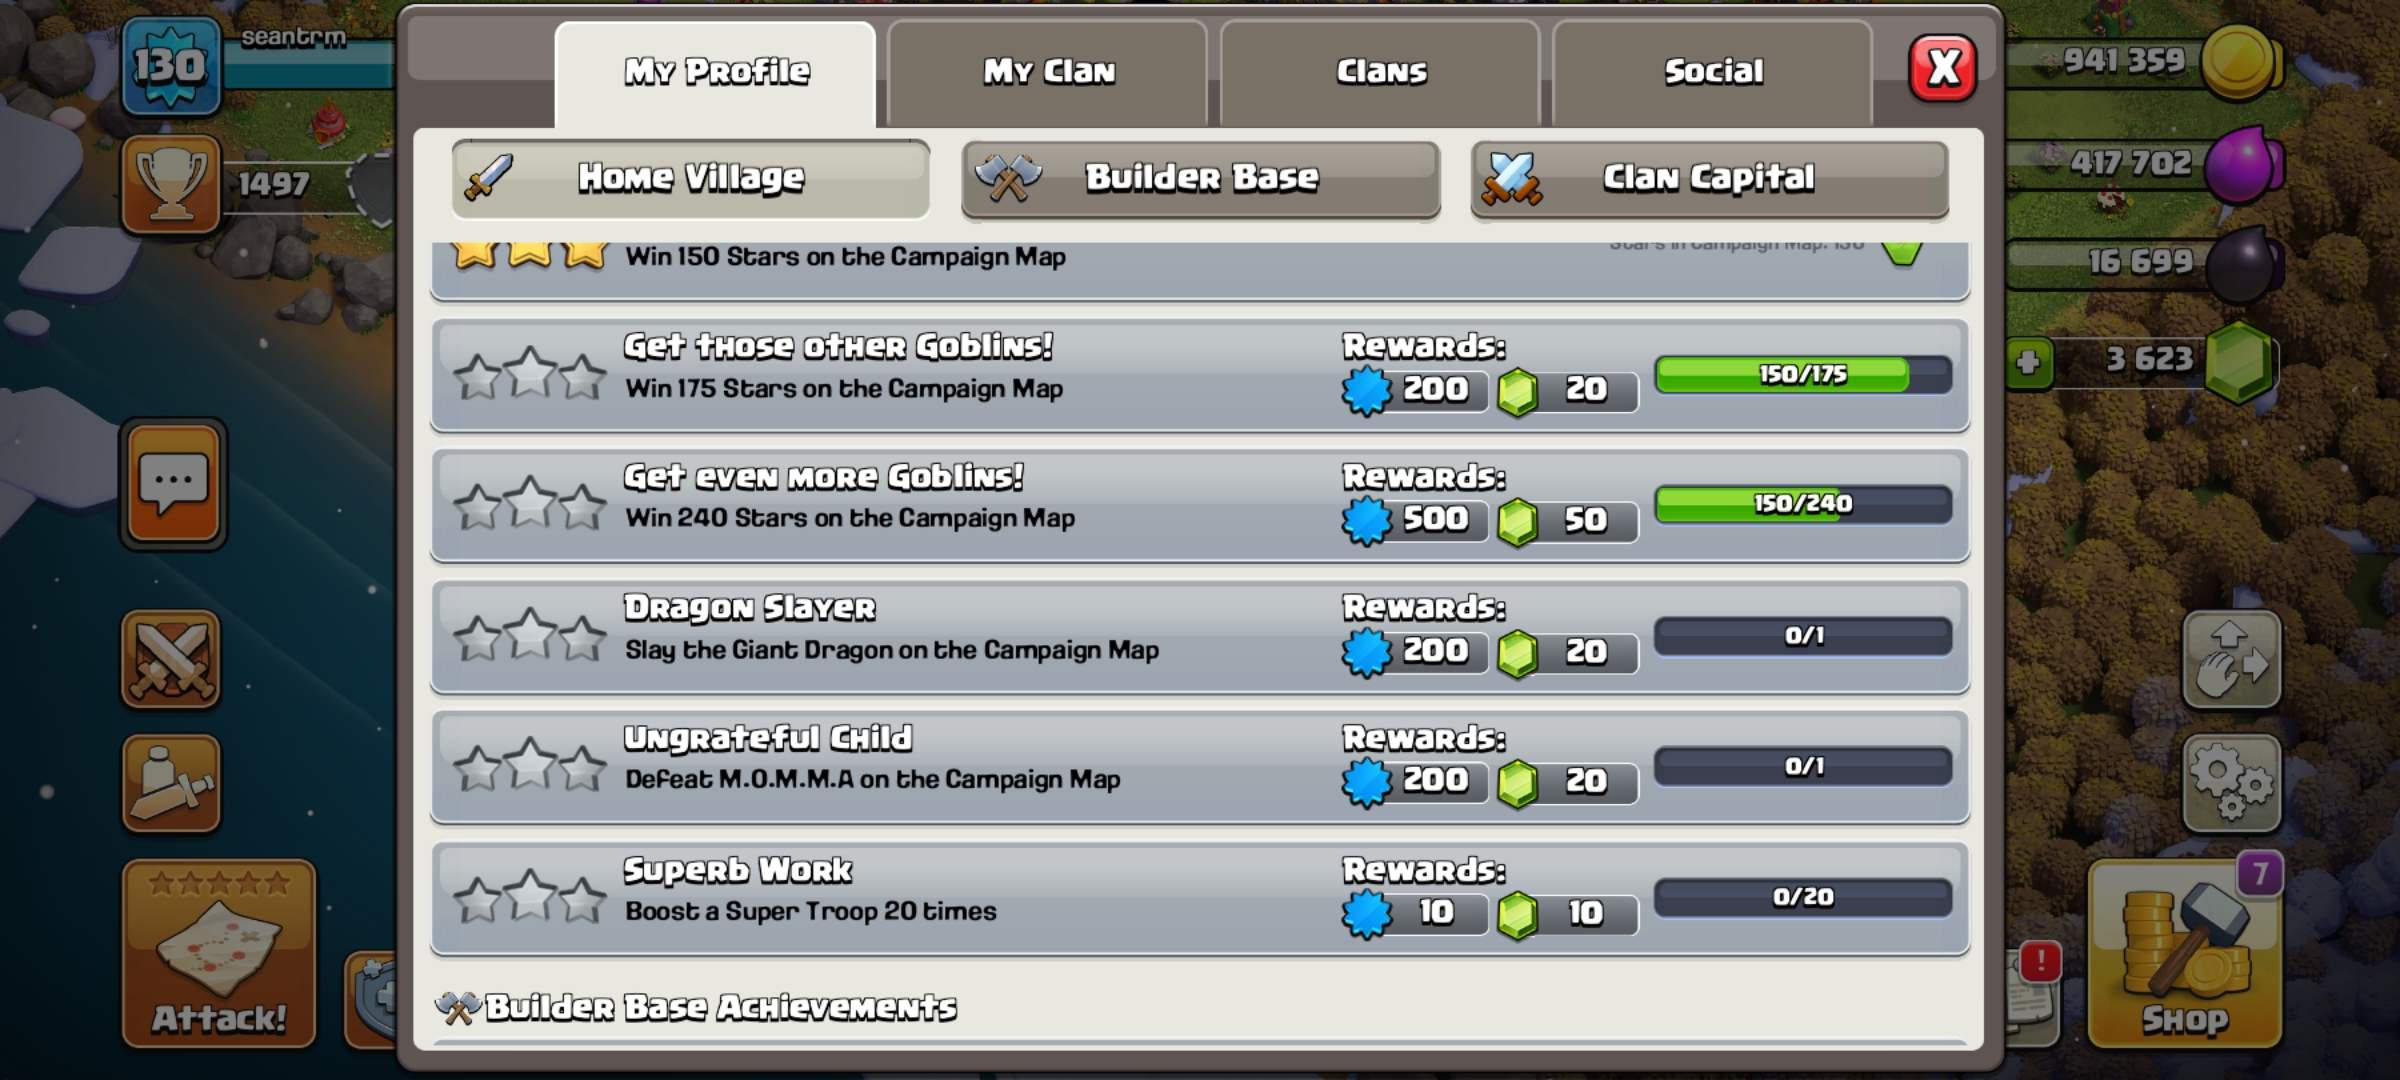 130
seantrm
My Profile
My Clan
Clans
Social
X
941 359
1497
Home Village
Builder Base
Clan Capital
417 702
Win 150 Stars on the Campaign Map
Stars in Campaign Map: 150
16 699
Get those other Goblins!
Win 175 Stars on the Campaign Map
Rewards:
200
20
150/175
3 623
Get even more Goblins!
Win 240 Stars on the Campaign Map
Rewards:
500
50
150/240
Dragon Slayer
Slay the Giant Dragon on the Campaign Map
Rewards:
200
20
0/1
Ungrateful Child
Defeat M.O.M.M.A on the Campaign Map
Rewards:
200
20
0/1
Superb Work
Boost a Super Troop 20 times
Rewards:
10
10
0/20
7
!
Attack!
Shop
Builder Base Achievements